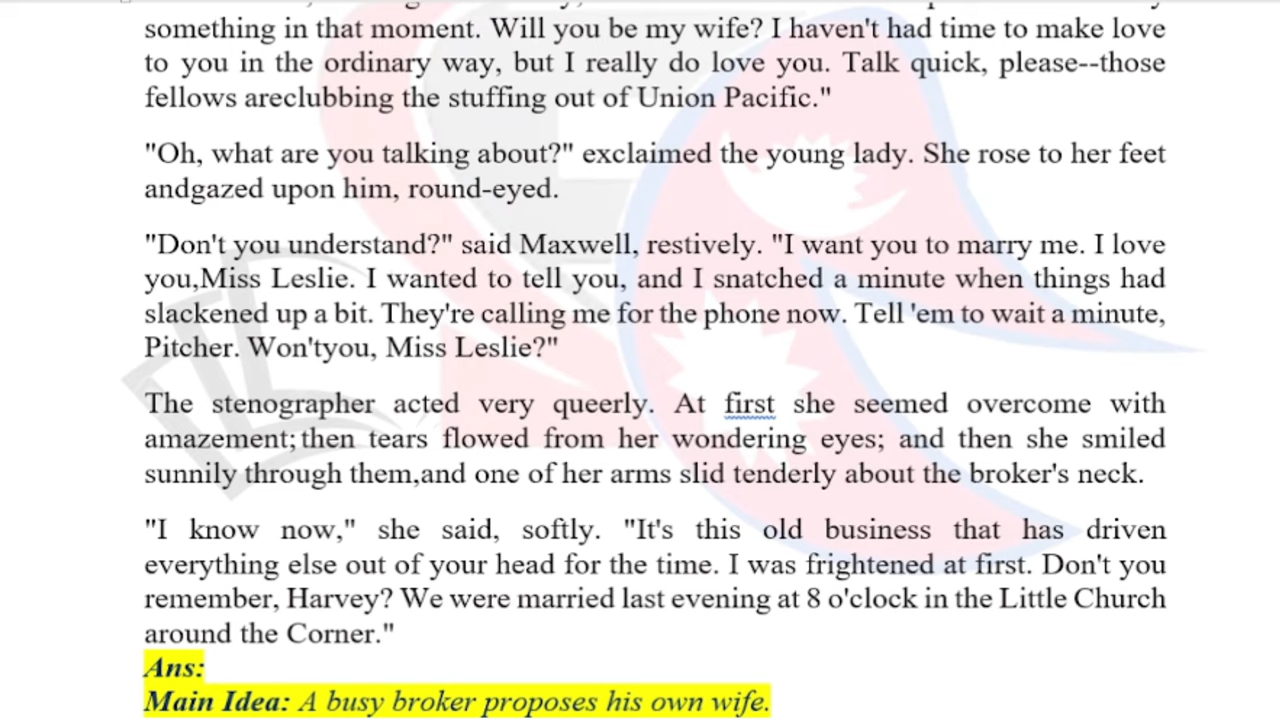 something in that moment. Will you be my wife? I haven't had time to make love
to you in the ordinary way, but I really do love you. Talk quick, please--those
fellows areclubbing the stuffing out of Union Pacific."
"Oh, what are you talking about?" exclaimed the young lady. She rose to her feet
andgazed upon him, round-eyed.
"Don't you understand?" said Maxwell, restively. "I want you to marry me. I love
you,Miss Leslie. I wanted to tell you, and I snatched a minute when things had
slackened up a bit. They're calling me for the phone now. Tell 'em to wait a minute,
Pitcher. Won'tyou, Miss Leslie?"
The stenographer acted very queerly. At first she seemed overcome with
amazement; then tears flowed from her wondering eyes; and then she smiled
sunnily through them,and one of her arms slid tenderly about the broker's neck.
"I know now," she said, softly. "It's this old business that has driven
everything else out of your head for the time. I was frightened at first. Don't you
remember, Harvey? We were married last evening at 8 o'clock in the Little Church
around the Corner."
Ans:
Main Idea: A busy broker proposes his own wife.